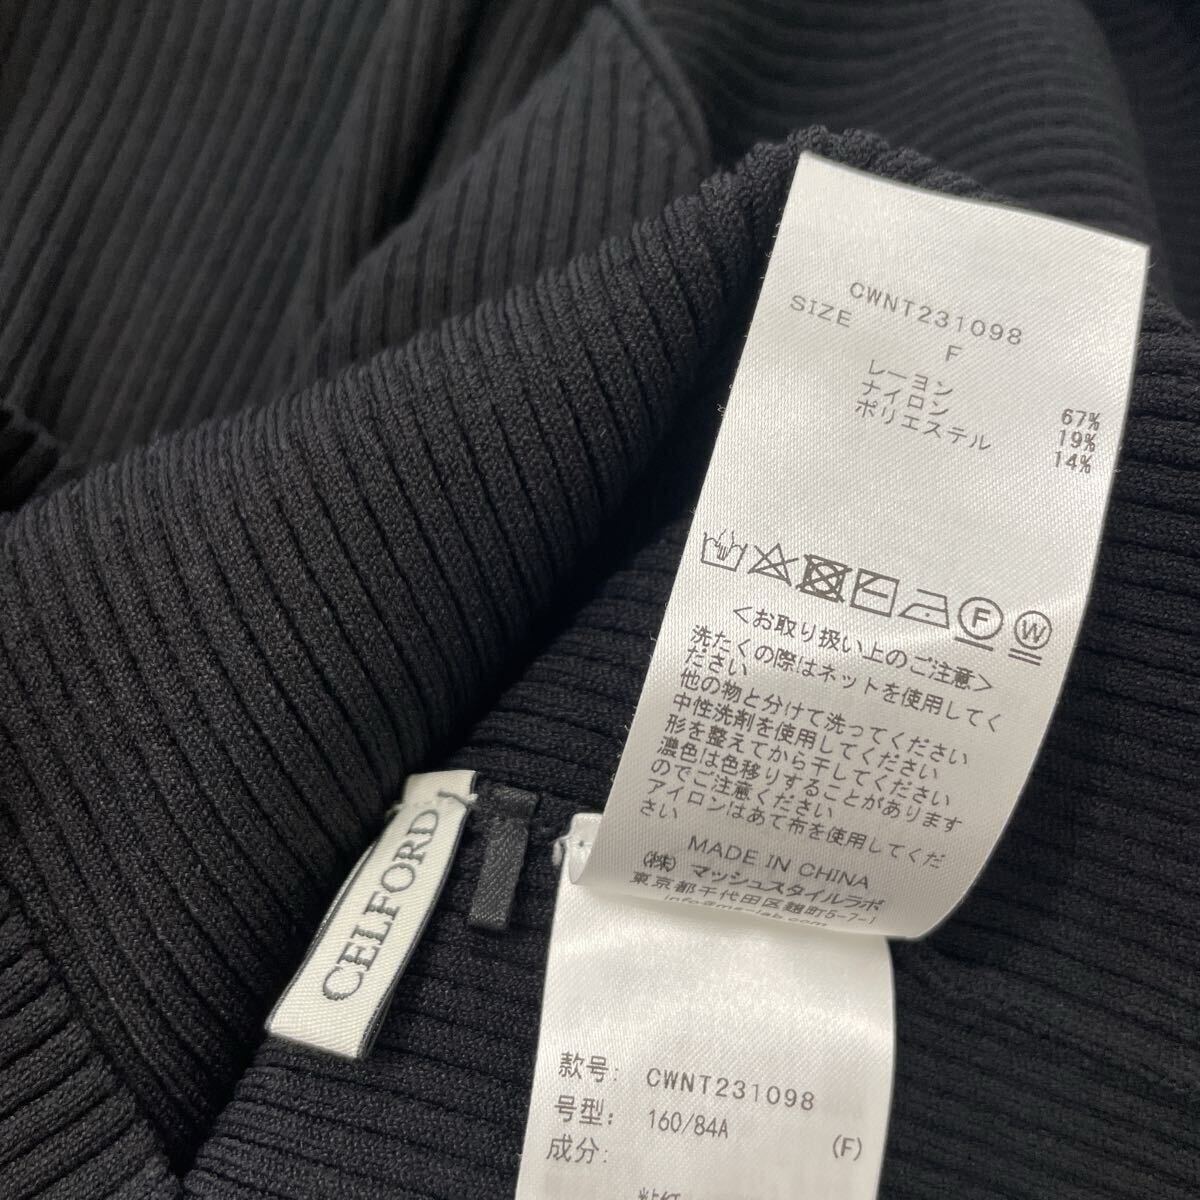 CWNT231098
SIZE
F
レーヨン 67%
ナイロン 19%
ポリエステル 14%
F W
<お取り扱い上のご注意>
洗たくの際はネットを使用してく
ださい
他の物と分けて洗ってください
中性洗剤を使用してください
形を整えてから干してください
濃色は色移りすることがあります
のでご注意ください
アイロンはあて布を使用してくだ
さい
MADE IN CHINA
(株) マッシュスタイルラボ
東京都千代田区麹町5-7-1
CELFORD
款号: CWNT231098
号型: 160/84A (F)
成分: